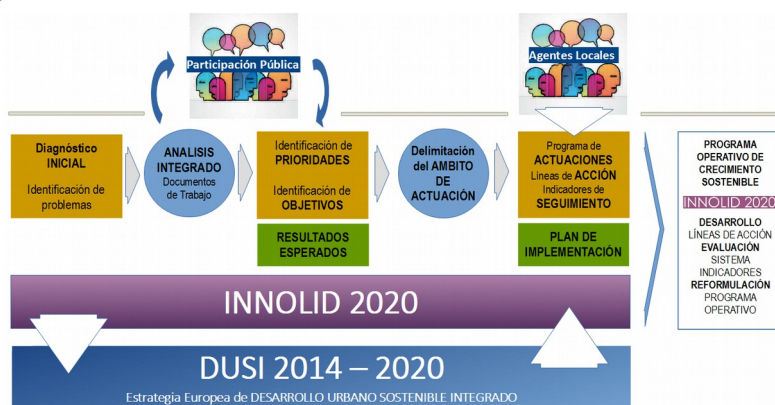 Participación Pública
Agentes Locales
Diagnóstico
INICIAL
Identificación de
problemas
ANALISIS
INTEGRADO
Documentos
de Trabajo
Identificación de
PRIORIDADES
Identificación de
OBJETIVOS
RESULTADOS
ESPERADOS
Delimitación
del AMBITO
DE
ACTUACIÓN
Programa de
ACTUACIONES
Líneas de ACCIÓN
Indicadores de
SEGUIMIENTO
PLAN DE
IMPLEMENTACIÓN
PROGRAMA
OPERATIVO DE
CRECIMIENTO
SOSTENIBLE
INNOLID 2020
DESARROLLO
LÍNEAS DE ACCIÓN
EVALUACIÓN
SISTEMA
INDICADORES
REFORMULACIÓN
PROGRAMA
OPERATIVO
INNOLID 2020
DUSI 2014 – 2020
Estrategia Europea de DESARROLLO URBANO SOSTENIBLE INTEGRADO